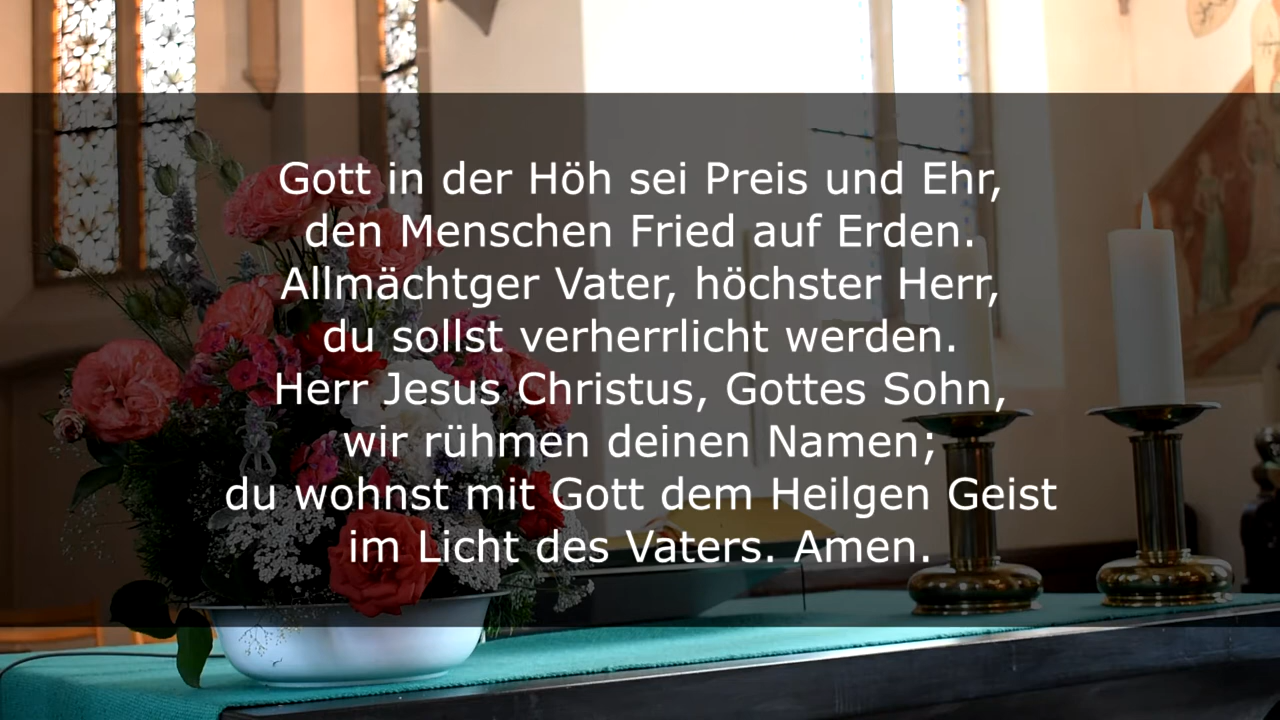 Gott in der Höh sei Preis und Ehr,
den Menschen Fried auf Erden.
Allmächtger Vater, höchster Herr,
du sollst verherrlicht werden.
Herr Jesus Christus, Gottes Sohn,
wir rühmen deinen Namen;
du wohnst mit Gott dem Heilgen Geist
im Licht des Vaters. Amen.